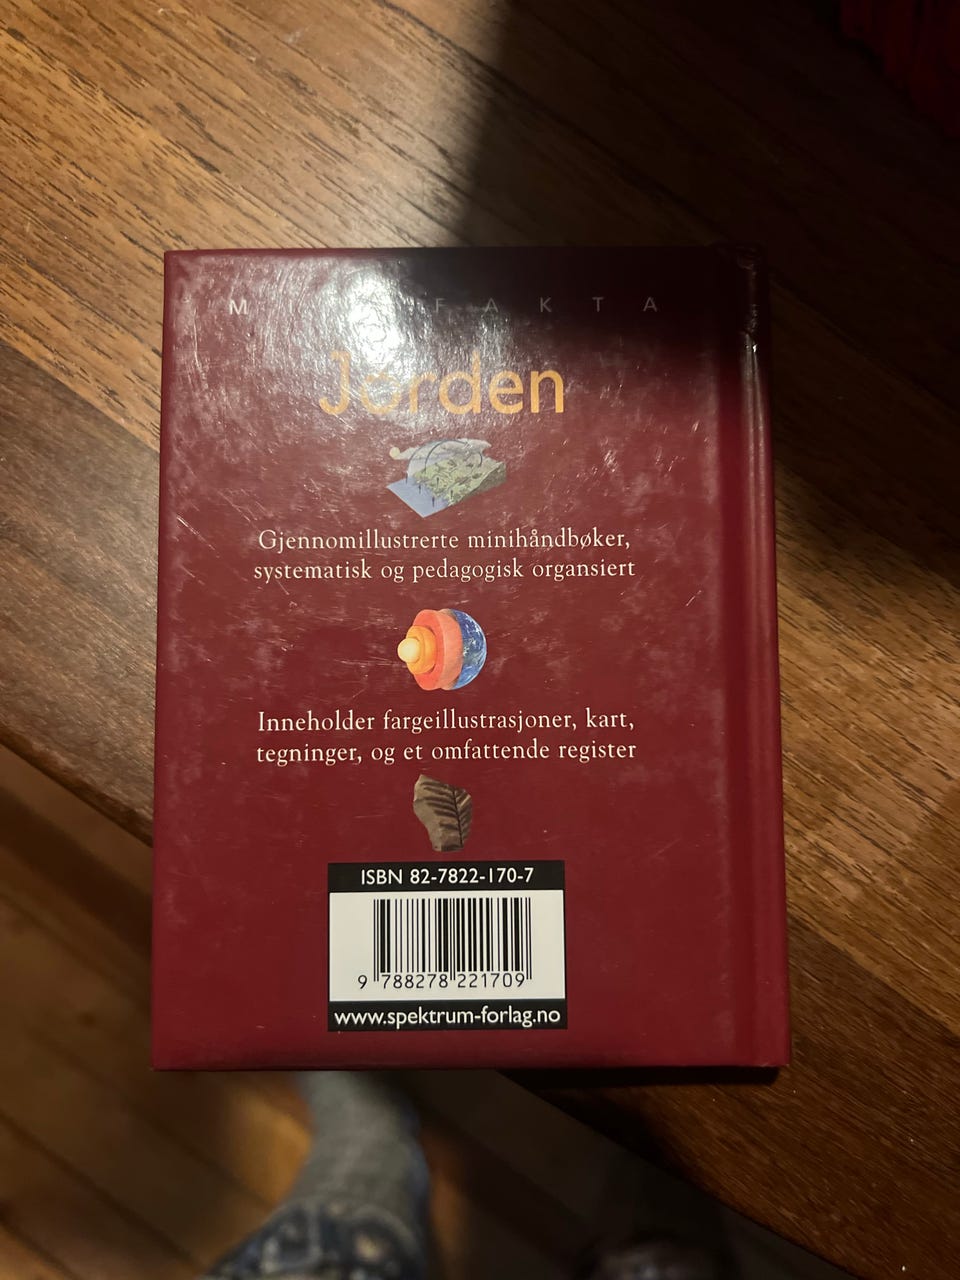 MINIFAKTA
Jorden
Gjennomillustrerte minihåndbøker,
systematisk og pedagogisk organsiert
Inneholder fargeillustrasjoner, kart,
tegninger, og et omfattende register
ISBN 82-7822-170-7
9 788278 221709
www.spektrum-forlag.no